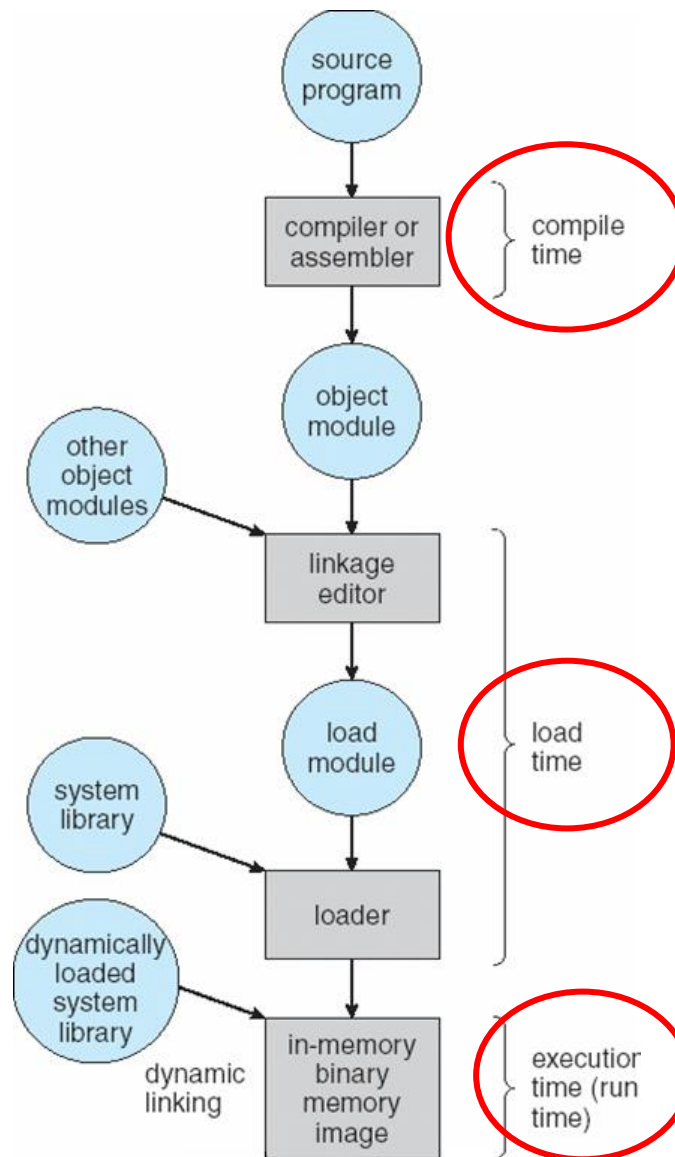 source
program
compiler or
assembler
compile
time
object
module
other
object
modules
linkage
editor
load
module
load
time
system
library
loader
dynamically
loaded
system
library
dynamic
linking
in-memory
binary
memory
image
execution
time (run
time)